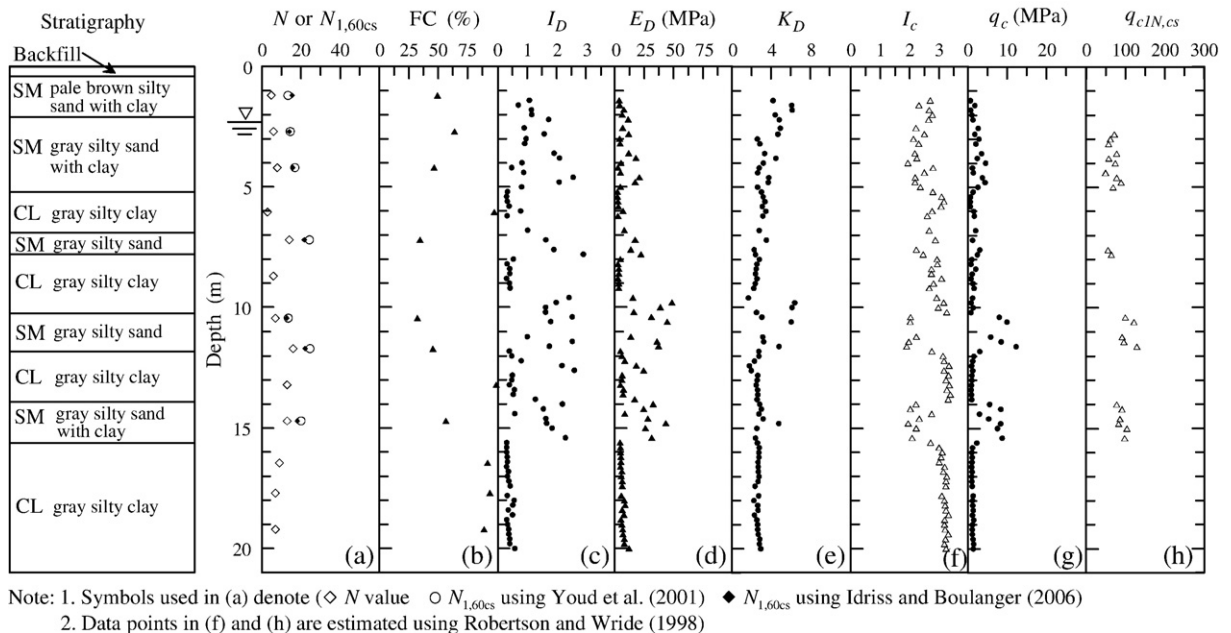 Stratigraphy
N or N1,60cs FC (%) ID ED (MPa) KD Ic qc (MPa) qc1N,cs
Backfill
0 20 40 60 0 25 50 75 0 1 2 3 0 25 50 75 0 4 8 12 0 1 2 3 0 10 20 0 100 200 300
Depth (m)
0
5
10
15
20
SM pale brown silty
sand with clay
SM gray silty sand
with clay
CL gray silty clay
SM gray silty sand
CL gray silty clay
SM gray silty sand
CL gray silty clay
SM gray silty sand
with clay
CL gray silty clay
(a) (b) (c) (d) (e) (f) (g) (h)
Note: 1. Symbols used in (a) denote (◇ N value ○ N1,60cs using Youd et al. (2001) ◆ N1,60cs using Idriss and Boulanger (2006)
2. Data points in (f) and (h) are estimated using Robertson and Wride (1998)